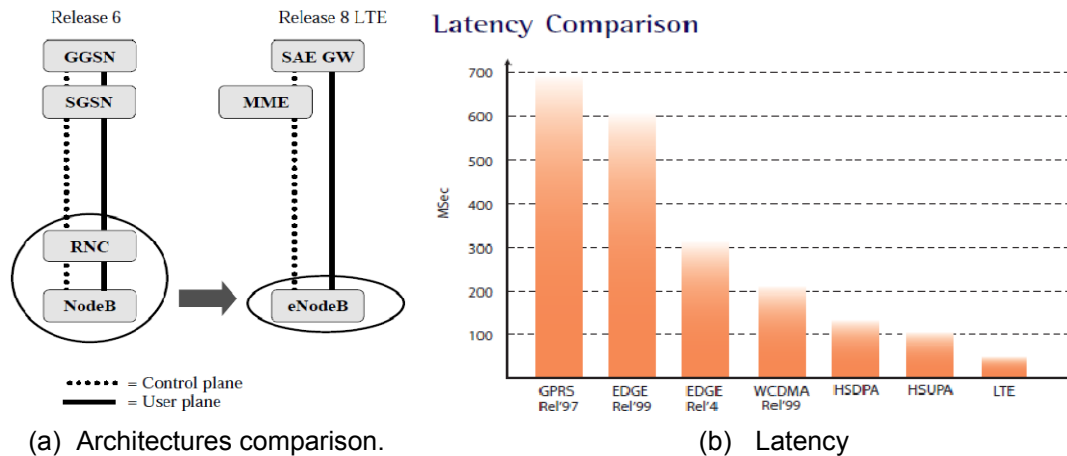 Release 6
Release 8 LTE
GGSN
SAE GW
SGSN
MME
RNC
NodeB
eNodeB
= Control plane
= User plane
(a) Architectures comparison.
Latency Comparison
MSec
700
600
500
400
300
200
100
GPRS
Rel'97
EDGE
Rel'99
EDGE
Rel'4
WCDMA
Rel'99
HSDPA
HSUPA
LTE
(b) Latency